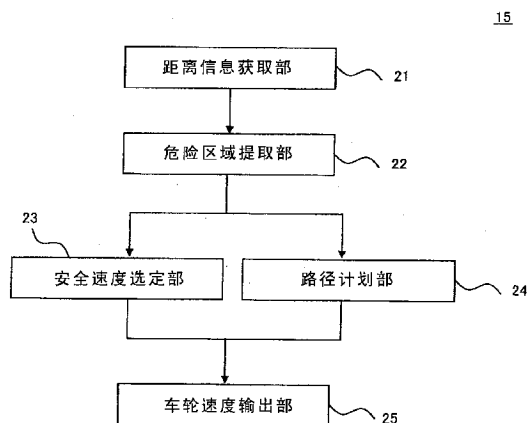 15
距离信息获取部
21
危险区域提取部
22
23
安全速度选定部
路径计划部
24
车轮速度输出部
25